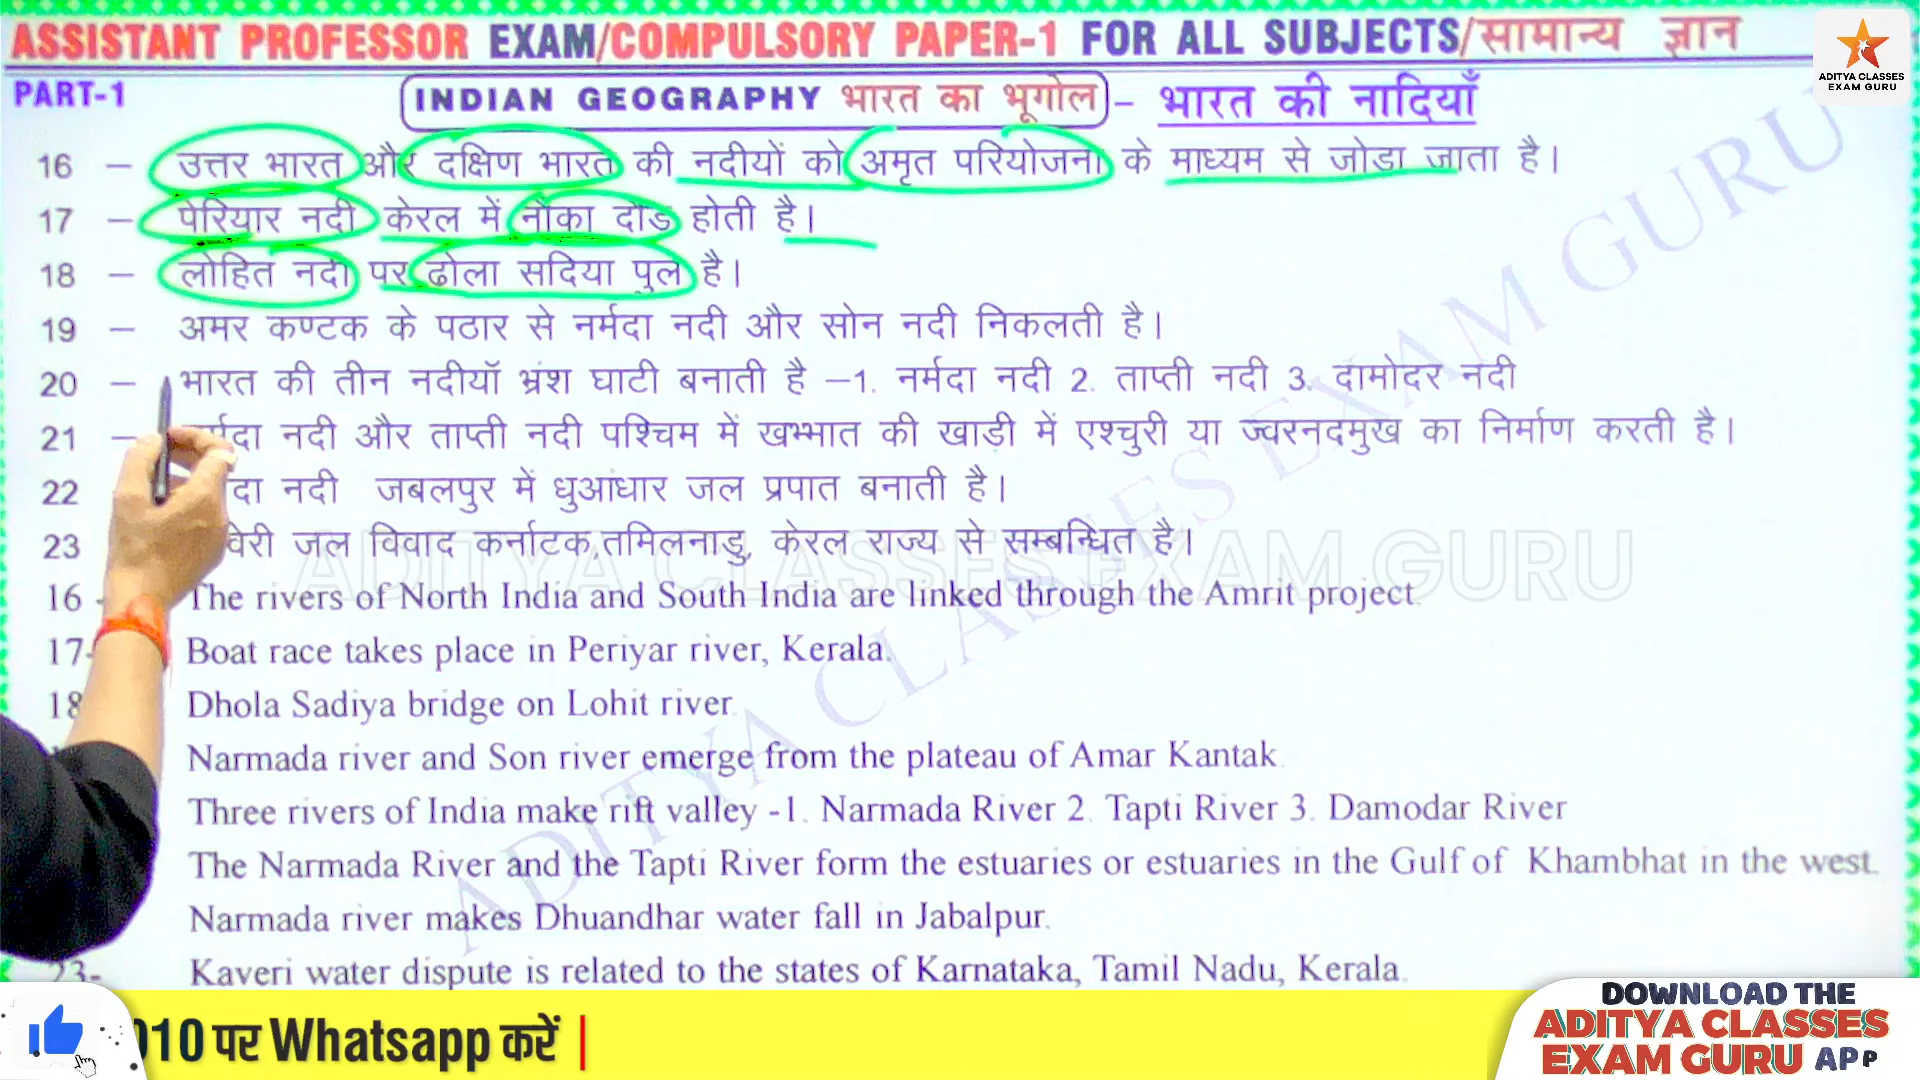 ASSISTANT PROFESSOR EXAM/COMPULSORY PAPER-1 FOR ALL SUBJECTS/सामान्य ज्ञान
ADITYA CLASSES
EXAM GURU
PART-1
INDIAN GEOGRAPHY भारत का भूगोल – भारत की नादियाँ
16 – उत्तर भारत और दक्षिण भारत की नदीयों को अमृत परियोजना के माध्यम से जोडा जाता है।
17 – पेरियार नदी केरल में नौका दौड होती है।
18 – लोहित नदी पर ढोला सदिया पुल है।
19 – अमर कण्टक के पठार से नर्मदा नदी और सोन नदी निकलती है।
20 – भारत की तीन नदीयॉ भ्रंश घाटी बनाती है –1. नर्मदा नदी 2. ताप्ती नदी 3. दामोदर नदी
21 – र्मदा नदी और ताप्ती नदी पश्चिम में खम्भात की खाडी में एश्चुरी या ज्वरनदमुख का निर्माण करती है।
22 दा नदी जबलपुर में धुआंधार जल प्रपात बनाती है।
23 वेरी जल विवाद कर्नाटक,तमिलनाडु, केरल राज्य से सम्बन्धित है।
16 - The rivers of North India and South India are linked through the Amrit project.
17- Boat race takes place in Periyar river, Kerala.
18 Dhola Sadiya bridge on Lohit river.
Narmada river and Son river emerge from the plateau of Amar Kantak.
Three rivers of India make rift valley -1. Narmada River 2. Tapti River 3. Damodar River
The Narmada River and the Tapti River form the estuaries or estuaries in the Gulf of Khambhat in the west.
Narmada river makes Dhuandhar water fall in Jabalpur.
23- Kaveri water dispute is related to the states of Karnataka, Tamil Nadu, Kerala.
ADITYA CLASSES EXAM GURU
ADITYA CLASSES EXAM GURU
010 पर Whatsapp करें |
DOWNLOAD THE
ADITYA CLASSES
EXAM GURU APP